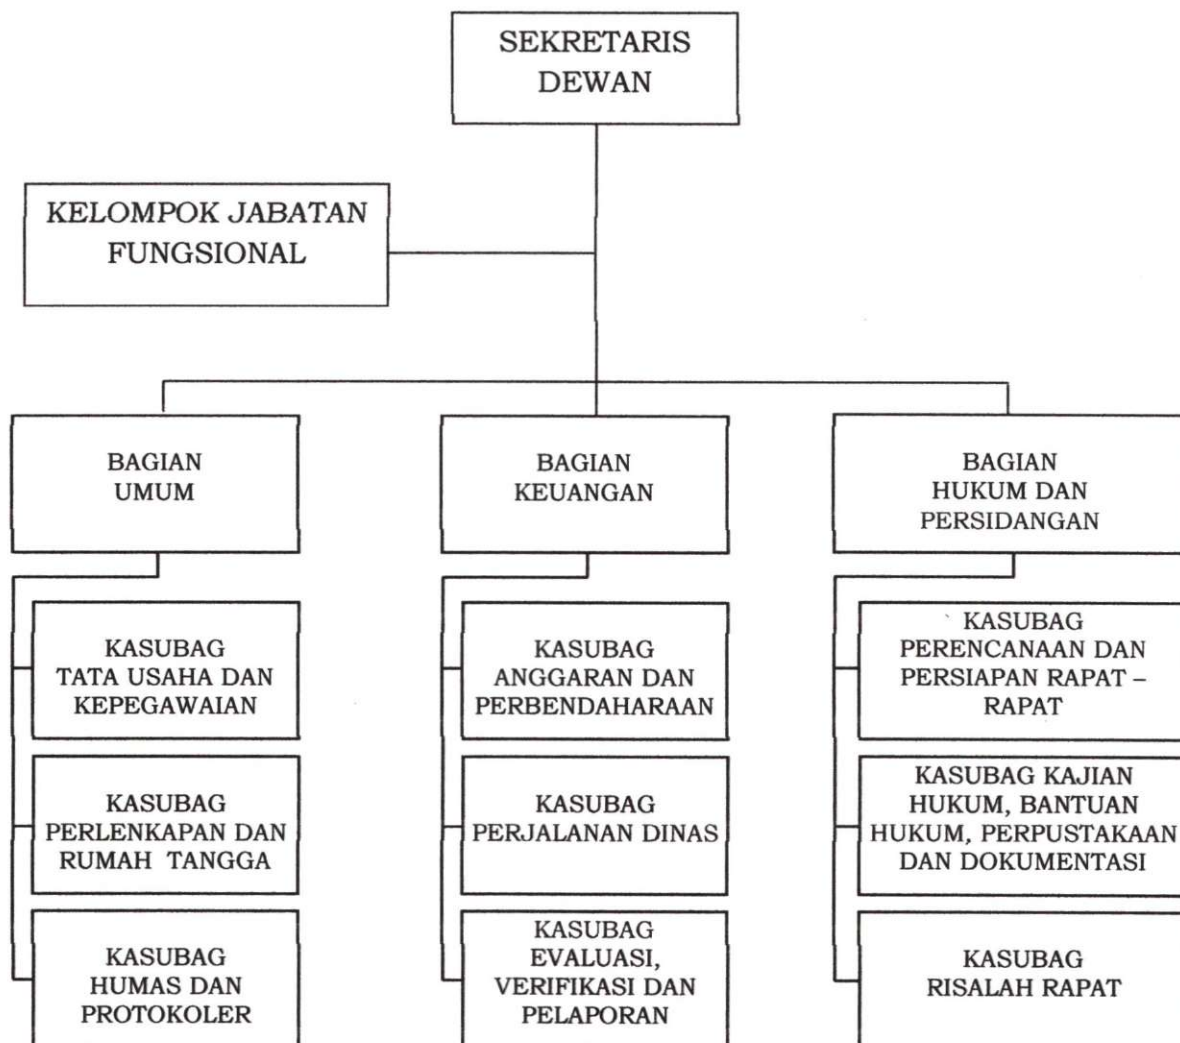 SEKRETARIS
DEWAN
KELOMPOK JABATAN
FUNGSIONAL
BAGIAN
UMUM
BAGIAN
KEUANGAN
BAGIAN
HUKUM DAN
PERSIDANGAN
KASUBAG
TATA USAHA DAN
KEPEGAWAIAN
KASUBAG
ANGGARAN DAN
PERBENDAHARAAN
KASUBAG
PERENCANAAN DAN
PERSIAPAN RAPAT –
RAPAT
KASUBAG
PERLENKAPAN DAN
RUMAH TANGGA
KASUBAG
PERJALANAN DINAS
KASUBAG KAJIAN
HUKUM, BANTUAN
HUKUM, PERPUSTAKAAN
DAN DOKUMENTASI
KASUBAG
HUMAS DAN
PROTOKOLER
KASUBAG
EVALUASI,
VERIFIKASI DAN
PELAPORAN
KASUBAG
RISALAH RAPAT